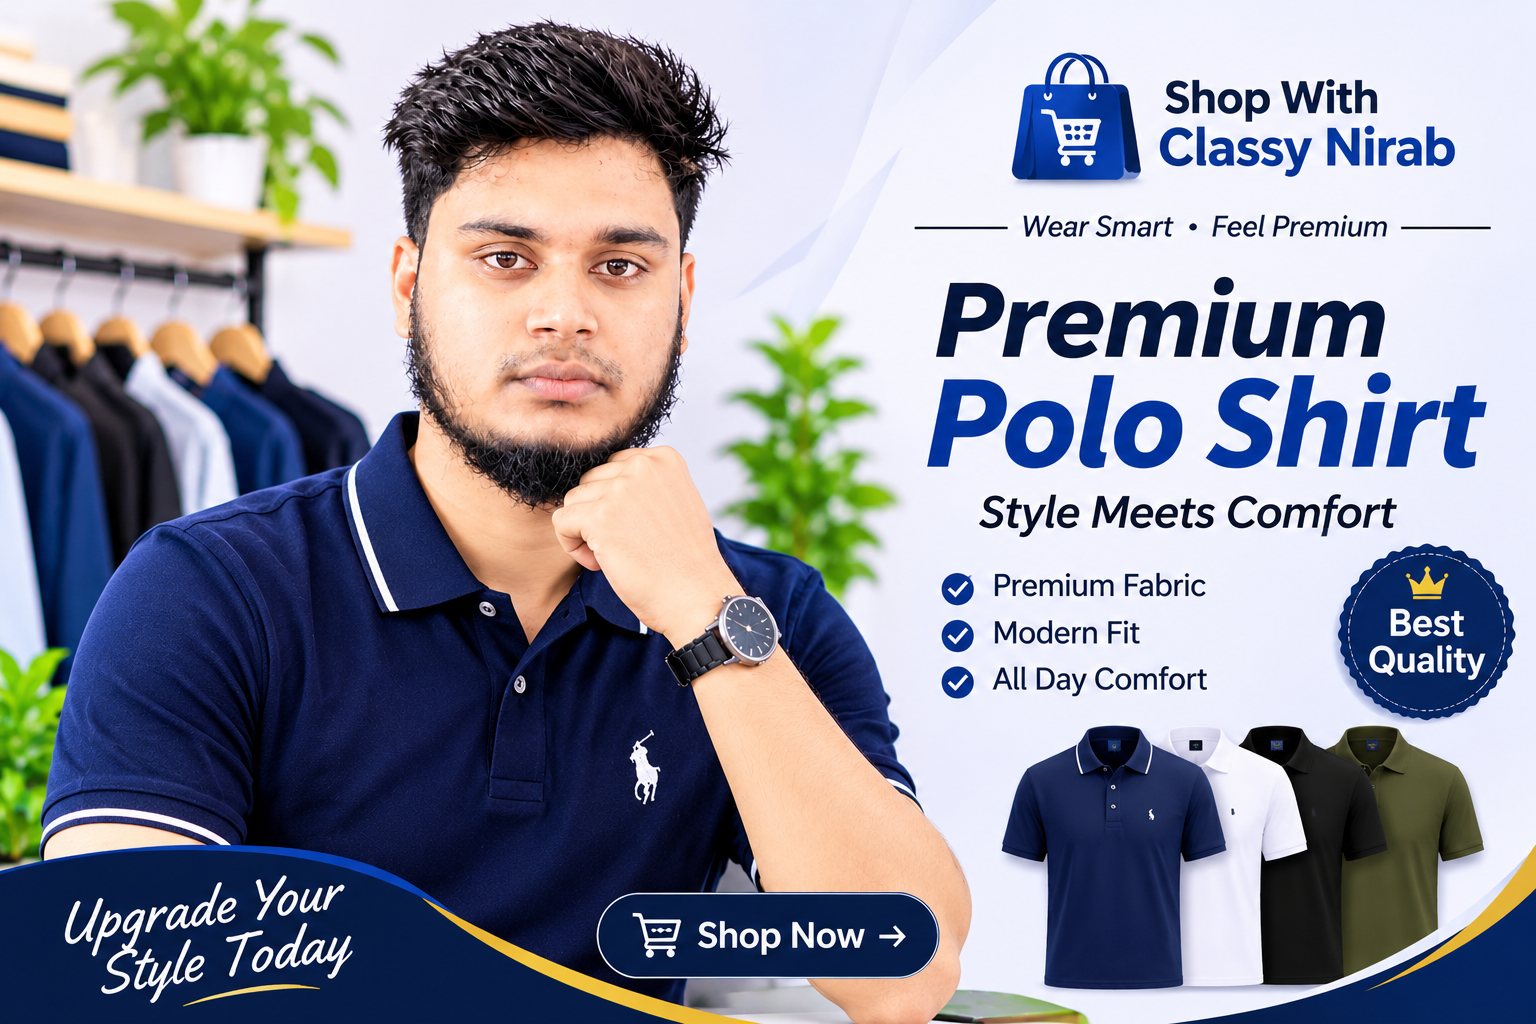 Shop With
Classy Nirab
Wear Smart • Feel Premium
Premium
Polo Shirt
Style Meets Comfort
Premium Fabric
Modern Fit
All Day Comfort
Best
Quality
Upgrade Your
Style Today
Shop Now →